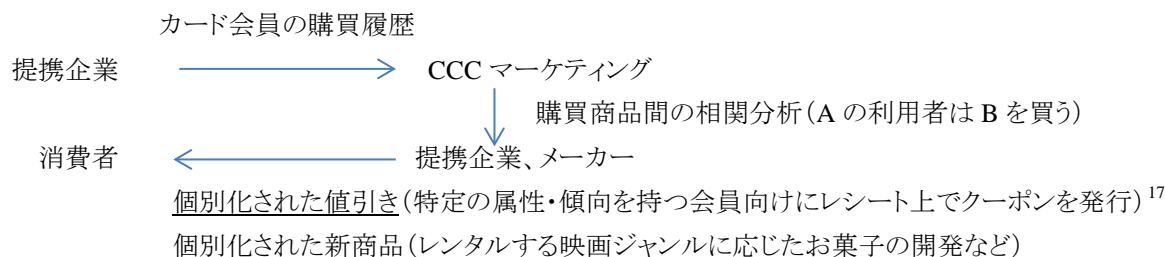 カード会員の購買履歴
提携企業 CCC マーケティング
購買商品間の相関分析(A の利用者は B を買う)
消費者 提携企業、メーカー
個別化された値引き(特定の属性・傾向を持つ会員向けにレシート上でクーポンを発行)17
個別化された新商品(レンタルする映画ジャンルに応じたお菓子の開発など)